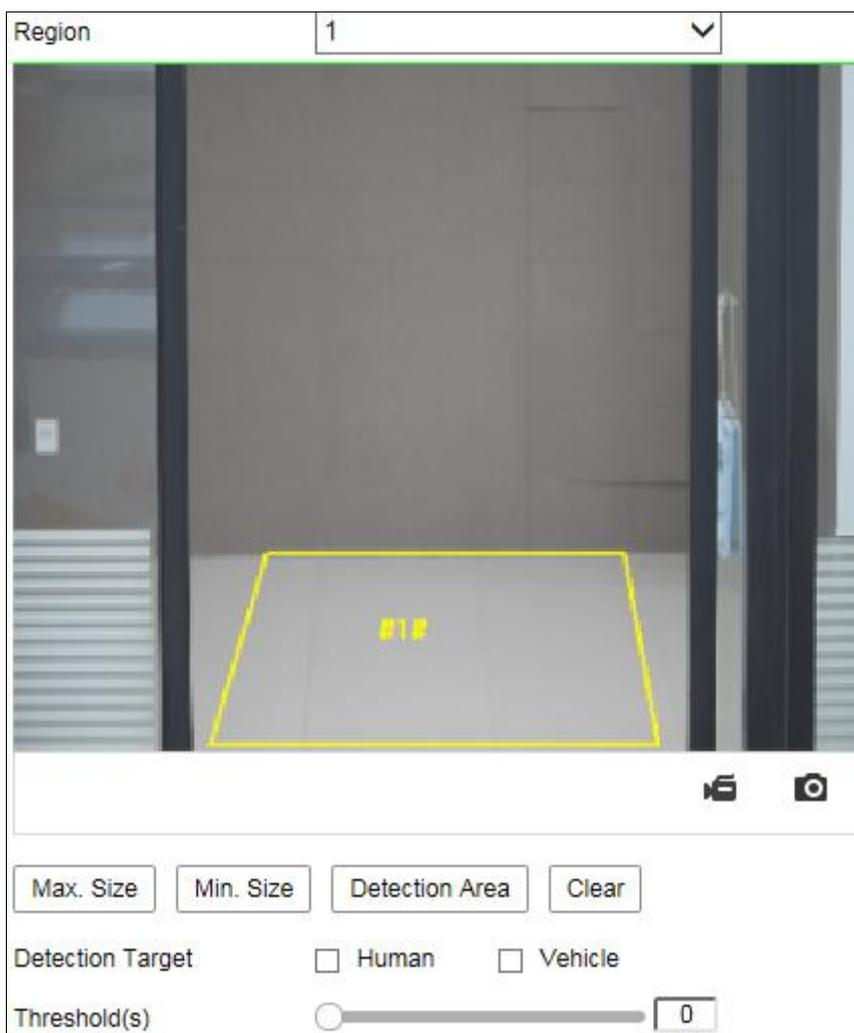 Region 1
#1#
Max. Size Min. Size Detection Area Clear
Detection Target Human Vehicle
Threshold(s) 0